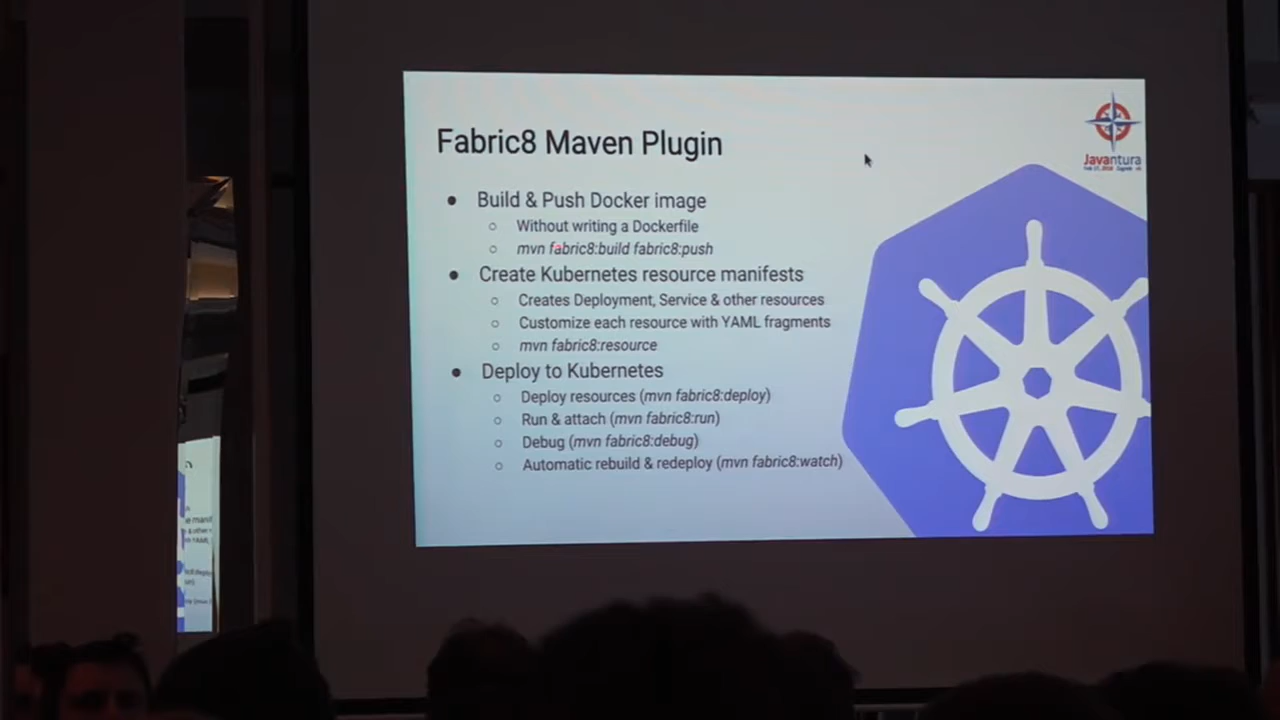 Fabric8 Maven Plugin
Javantura
● Build & Push Docker image
○ Without writing a Dockerfile
○ mvn fabric8:build fabric8:push
● Create Kubernetes resource manifests
○ Creates Deployment, Service & other resources
○ Customize each resource with YAML fragments
○ mvn fabric8:resource
● Deploy to Kubernetes
○ Deploy resources (mvn fabric8:deploy)
○ Run & attach (mvn fabric8:run)
○ Debug (mvn fabric8:debug)
○ Automatic rebuild & redeploy (mvn fabric8:watch)